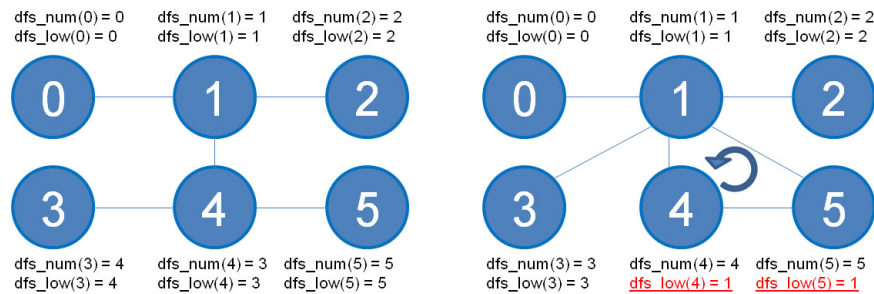 dfs_num(0) = 0
dfs_low(0) = 0
dfs_num(1) = 1
dfs_low(1) = 1
dfs_num(2) = 2
dfs_low(2) = 2
0
1
2
3
4
5
dfs_num(3) = 4
dfs_low(3) = 4
dfs_num(4) = 3
dfs_low(4) = 3
dfs_num(5) = 5
dfs_low(5) = 5
dfs_num(0) = 0
dfs_low(0) = 0
dfs_num(1) = 1
dfs_low(1) = 1
dfs_num(2) = 2
dfs_low(2) = 2
0
1
2
3
4
5
dfs_num(3) = 3
dfs_low(3) = 3
dfs_num(4) = 4
dfs_low(4) = 1
dfs_num(5) = 5
dfs_low(5) = 1